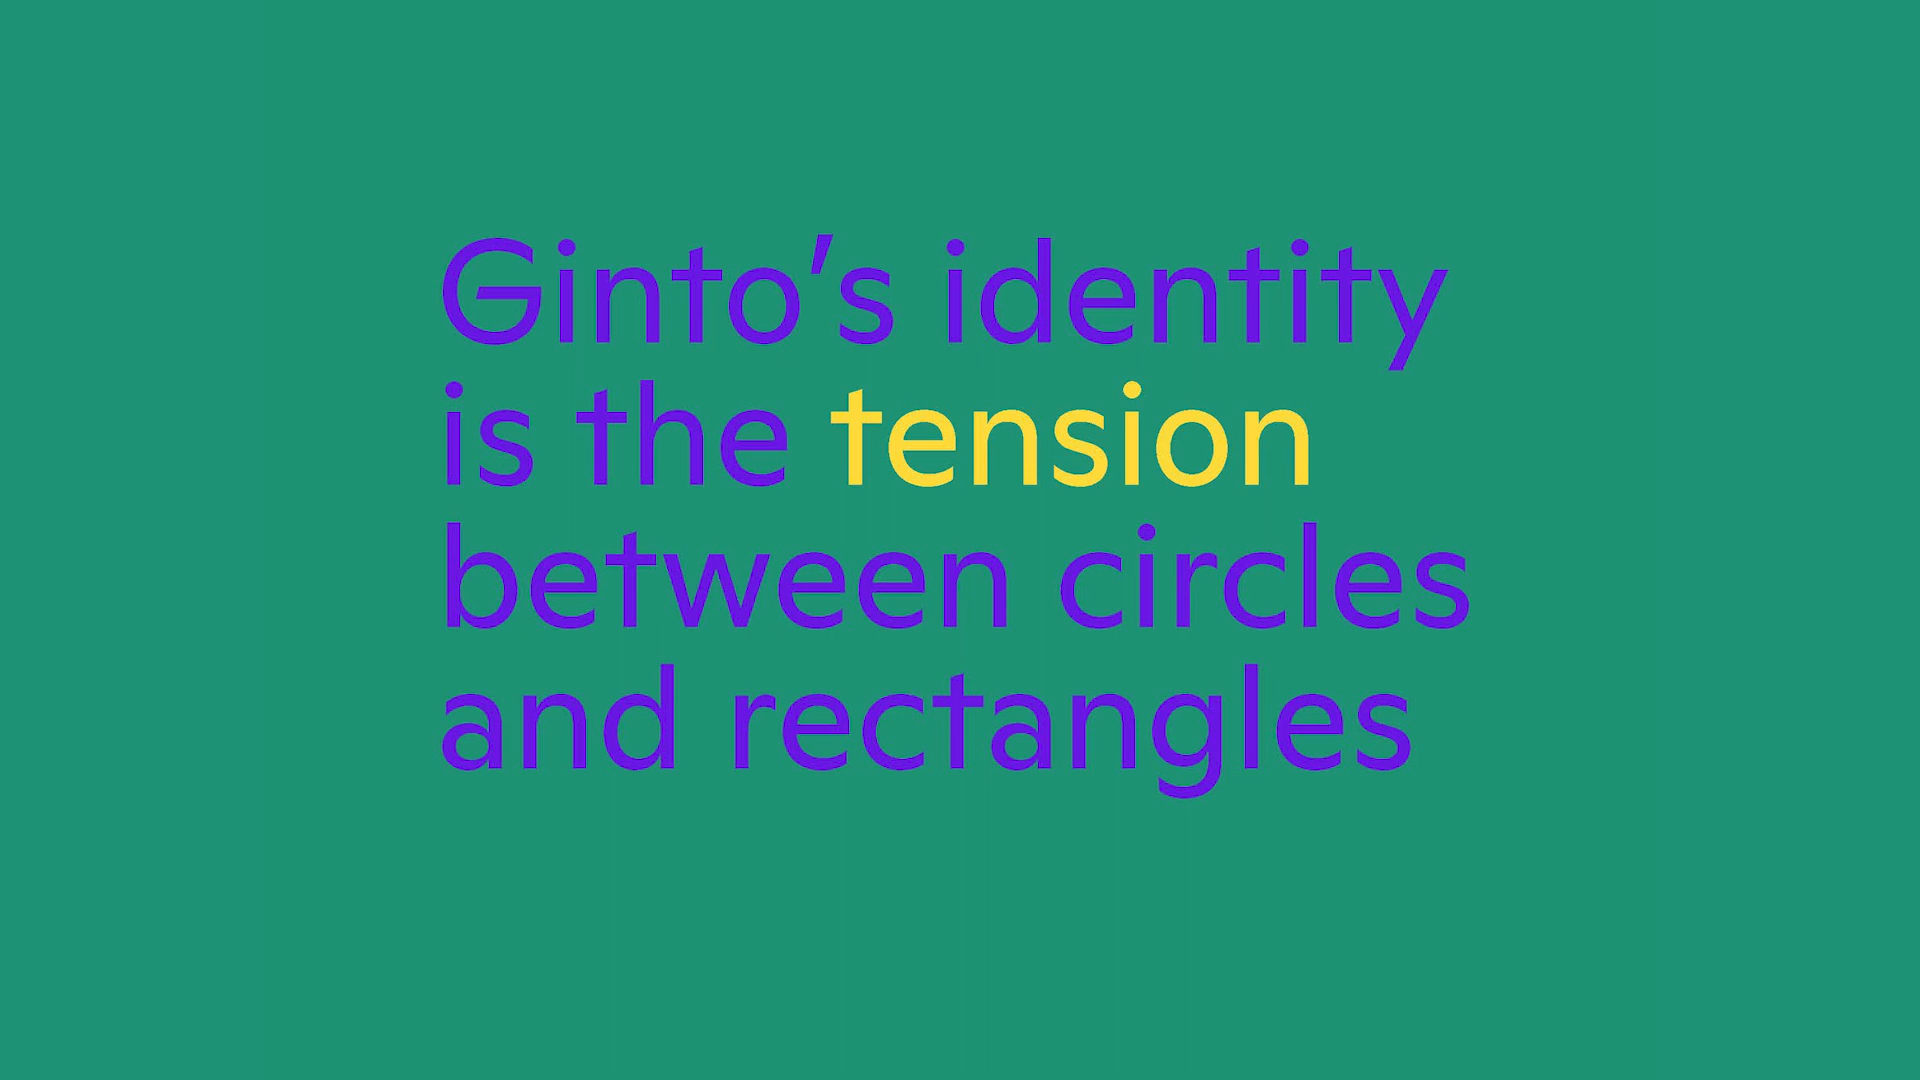 Ginto’s identity
is the tension
between circles
and rectangles